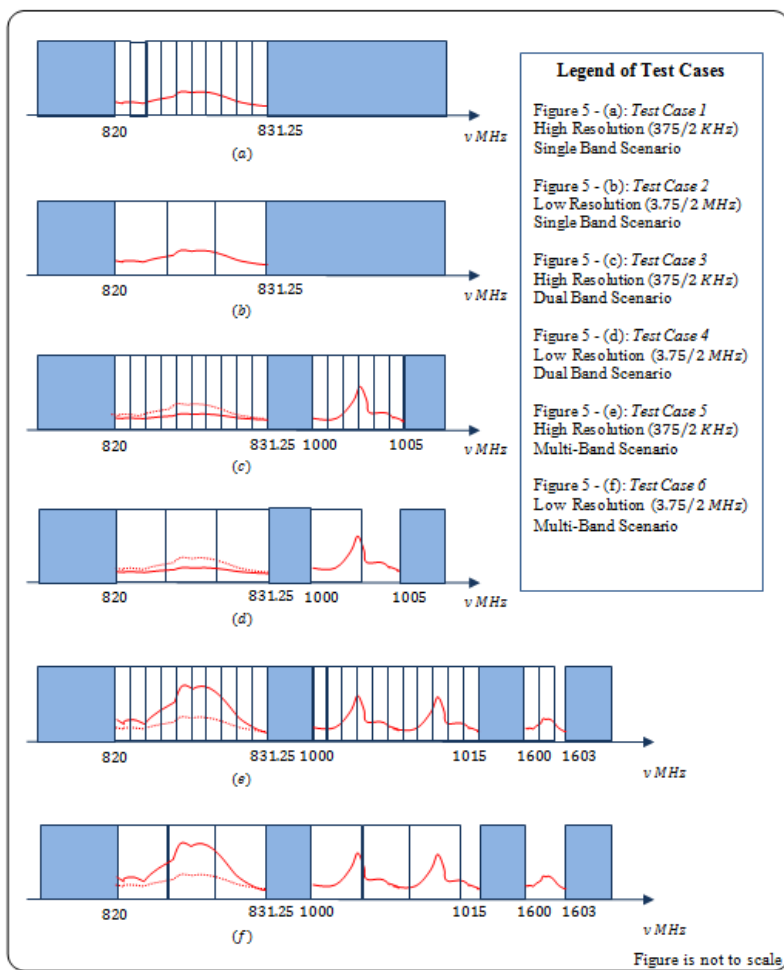 820 831.25 v MHz
(a)
820 831.25 v MHz
(b)
820 831.25 1000 1005 v MHz
(c)
820 831.25 1000 1005 v MHz
(d)
820 831.25 1000 1015 1600 1603 v MHz
(e)
820 831.25 1000 1015 1600 1603 v MHz
(f)
Legend of Test Cases
Figure 5 - (a): Test Case 1
High Resolution (375/2 KHz)
Single Band Scenario
Figure 5 - (b): Test Case 2
Low Resolution (3.75/2 MHz)
Single Band Scenario
Figure 5 - (c): Test Case 3
High Resolution (375/2 KHz)
Dual Band Scenario
Figure 5 - (d): Test Case 4
Low Resolution (3.75/2 MHz)
Dual Band Scenario
Figure 5 - (e): Test Case 5
High Resolution (375/2 KHz)
Multi-Band Scenario
Figure 5 - (f): Test Case 6
Low Resolution (3.75/2 MHz)
Multi-Band Scenario
Figure is not to scale